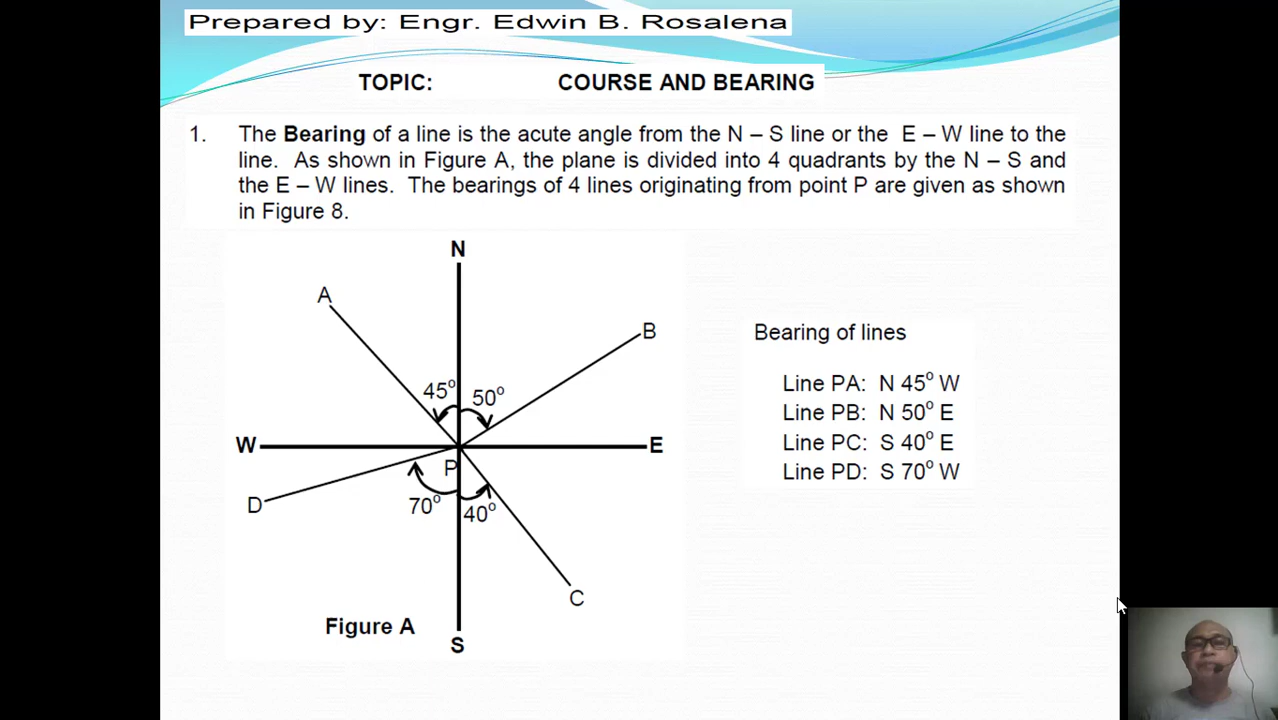 Prepared by: Engr. Edwin B. Rosalena
TOPIC: COURSE AND BEARING
1. The Bearing of a line is the acute angle from the N – S line or the E – W line to the
line. As shown in Figure A, the plane is divided into 4 quadrants by the N – S and
the E – W lines. The bearings of 4 lines originating from point P are given as shown
in Figure 8.
N
A
B
45° 50°
W
E
P
D
70° 40°
C
Figure A
S
Bearing of lines
Line PA: N 45° W
Line PB: N 50° E
Line PC: S 40° E
Line PD: S 70° W